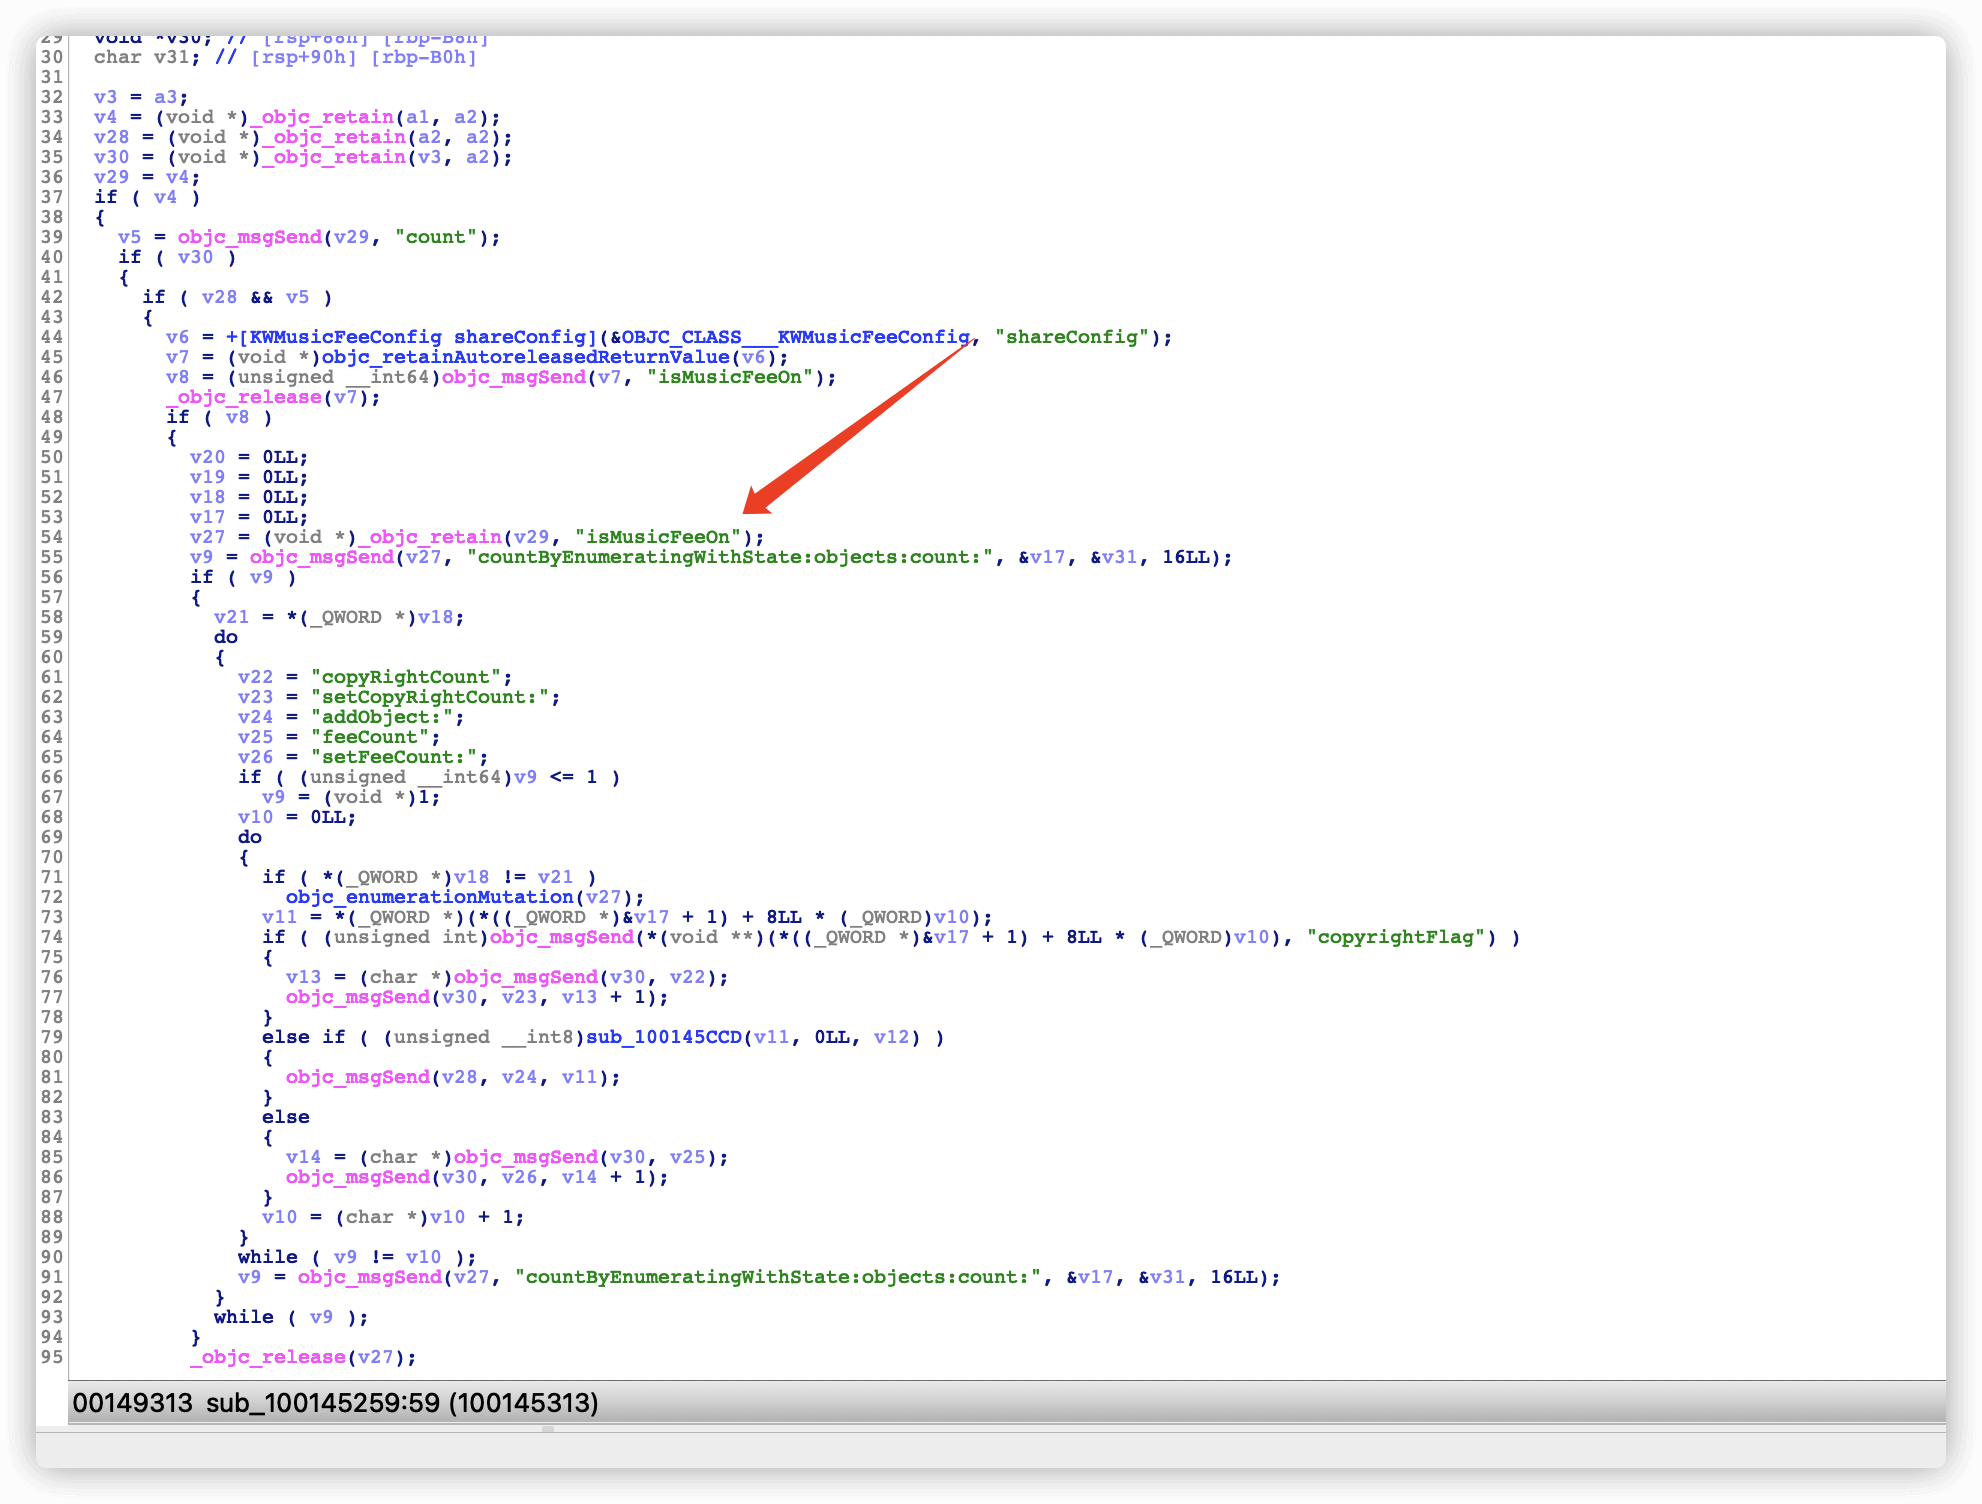 29 void *v30; // [rsp+88h] [rbp-B8h]
30 char v31; // [rsp+90h] [rbp-B0h]
31
32 v3 = a3;
33 v4 = (void *)_objc_retain(a1, a2);
34 v28 = (void *)_objc_retain(a2, a2);
35 v30 = (void *)_objc_retain(v3, a2);
36 v29 = v4;
37 if ( v4 )
38 {
39 v5 = objc_msgSend(v29, "count");
40 if ( v30 )
41 {
42 if ( v28 && v5 )
43 {
44 v6 = +[KWMusicFeeConfig shareConfig](&OBJC_CLASS___KWMusicFeeConfig, "shareConfig");
45 v7 = (void *)objc_retainAutoreleasedReturnValue(v6);
46 v8 = (unsigned __int64)objc_msgSend(v7, "isMusicFeeOn");
47 _objc_release(v7);
48 if ( v8 )
49 {
50 v20 = 0LL;
51 v19 = 0LL;
52 v18 = 0LL;
53 v17 = 0LL;
54 v27 = (void *)_objc_retain(v29, "isMusicFeeOn");
55 v9 = objc_msgSend(v27, "countByEnumeratingWithState:objects:count:", &v17, &v31, 16LL);
56 if ( v9 )
57 {
58 v21 = *(_QWORD *)v18;
59 do
60 {
61 v22 = "copyRightCount";
62 v23 = "setCopyRightCount:";
63 v24 = "addObject:";
64 v25 = "feeCount";
65 v26 = "setFeeCount:";
66 if ( (unsigned __int64)v9 <= 1 )
67 v9 = (void *)1;
68 v10 = 0LL;
69 do
70 {
71 if ( *(_QWORD *)v18 != v21 )
72 objc_enumerationMutation(v27);
73 v11 = *(_QWORD *)(*((_QWORD *)&v17 + 1) + 8LL * (_QWORD)v10);
74 if ( (unsigned int)objc_msgSend(*(void **)(*((_QWORD *)&v17 + 1) + 8LL * (_QWORD)v10), "copyrightFlag") )
75 {
76 v13 = (char *)objc_msgSend(v30, v22);
77 objc_msgSend(v30, v23, v13 + 1);
78 }
79 else if ( (unsigned __int8)sub_100145CCD(v11, 0LL, v12) )
80 {
81 objc_msgSend(v28, v24, v11);
82 }
83 else
84 {
85 v14 = (char *)objc_msgSend(v30, v25);
86 objc_msgSend(v30, v26, v14 + 1);
87 }
88 v10 = (char *)v10 + 1;
89 }
90 while ( v9 != v10 );
91 v9 = objc_msgSend(v27, "countByEnumeratingWithState:objects:count:", &v17, &v31, 16LL);
92 }
93 while ( v9 );
94 }
95 _objc_release(v27);
00149313 sub_100145259:59 (100145313)